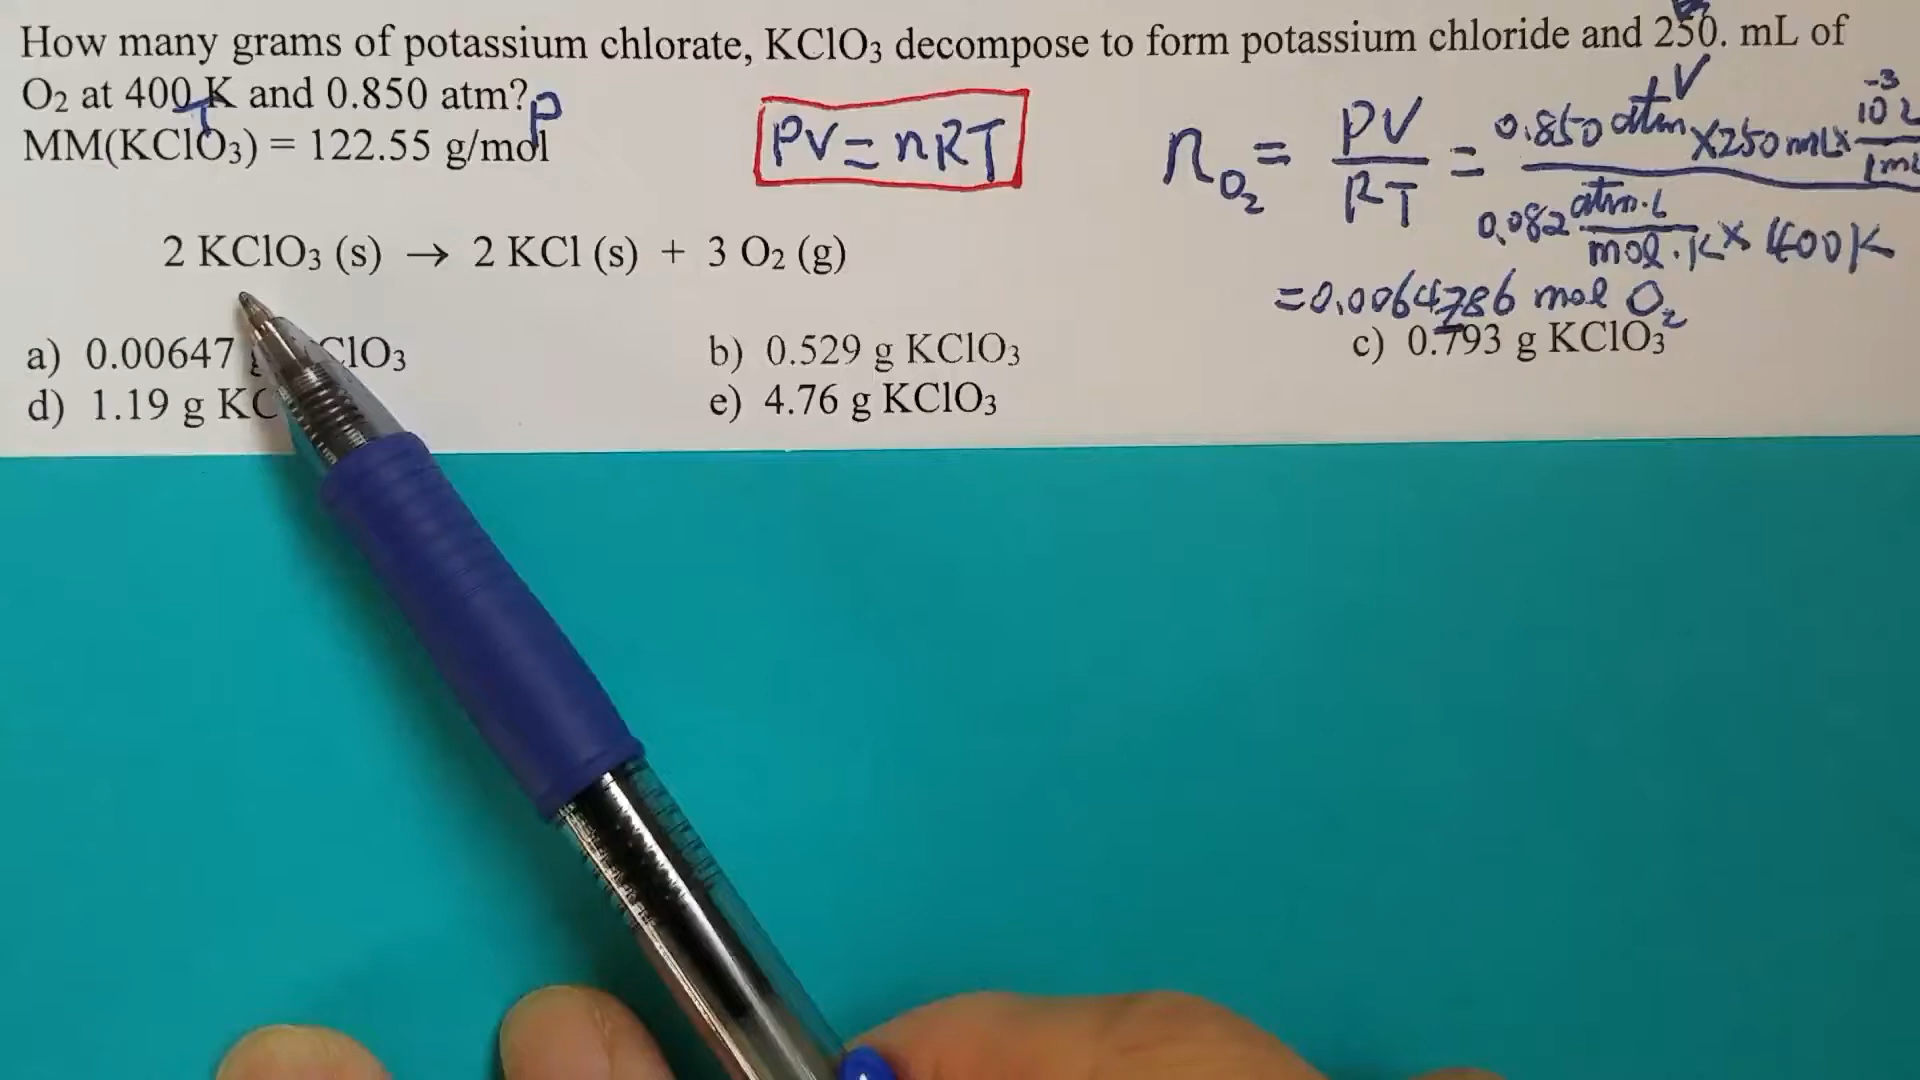 How many grams of potassium chlorate, KClO3 decompose to form potassium chloride and 250. mL of
O2 at 400 K and 0.850 atm?
MM(KClO3) = 122.55 g/mol
T
P
V
PV = nRT
nO2 = PV/RT = 0.850 atm x 250 mL x 10-3 L/1 mL
0.082 atm.L/mol.K x 400K
= 0.0064786 mol O2
2 KClO3 (s) → 2 KCl (s) + 3 O2 (g)
a) 0.00647 ClO3 b) 0.529 g KClO3 c) 0.793 g KClO3
d) 1.19 g KC e) 4.76 g KClO3